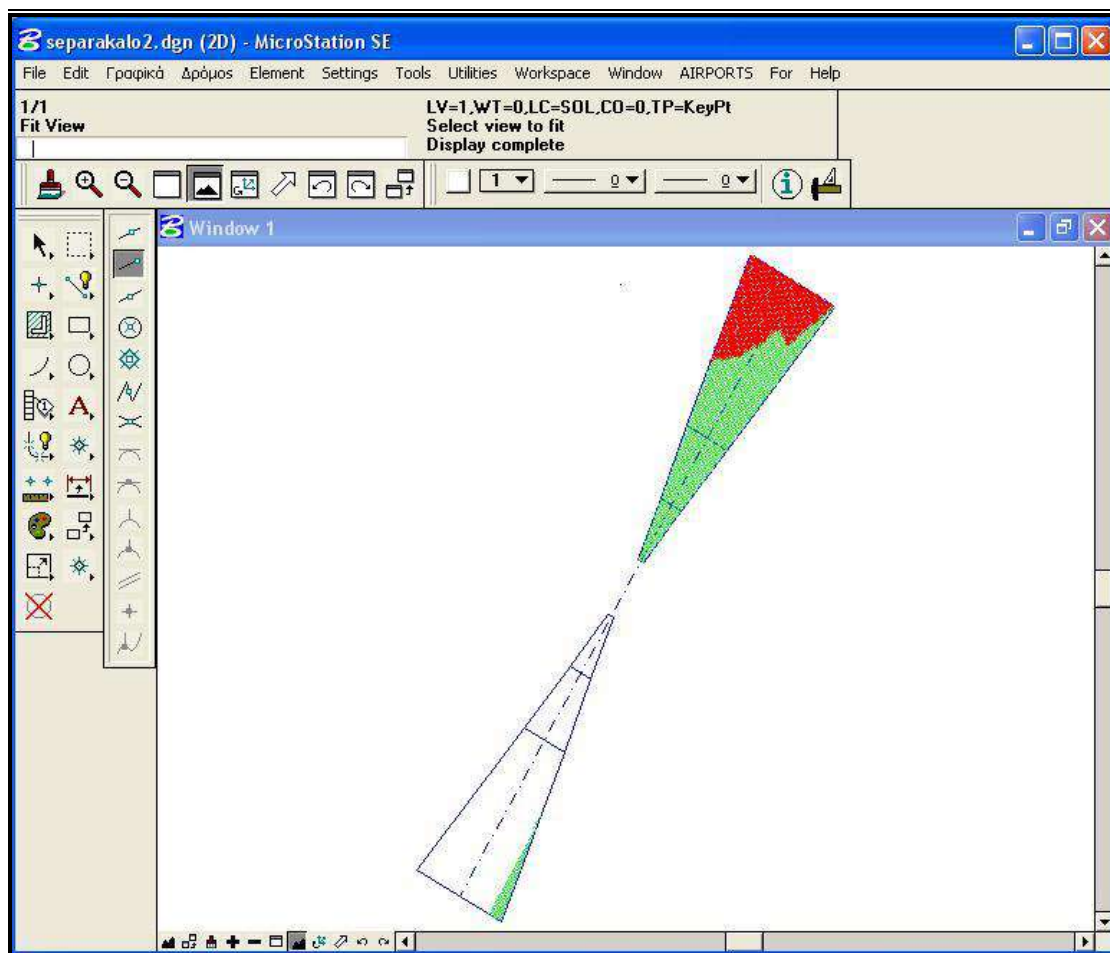 separakalo2.dgn (2D) - MicroStation SE
File Edit Γραφικά Δρόμος Element Settings Tools Utilities Workspace Window AIRPORTS For Help
1/1 LV=1,WT=0,LC=SOL,CO=0,TP=KeyPt
Fit View Select view to fit
Display complete
1 0 0
Window 1